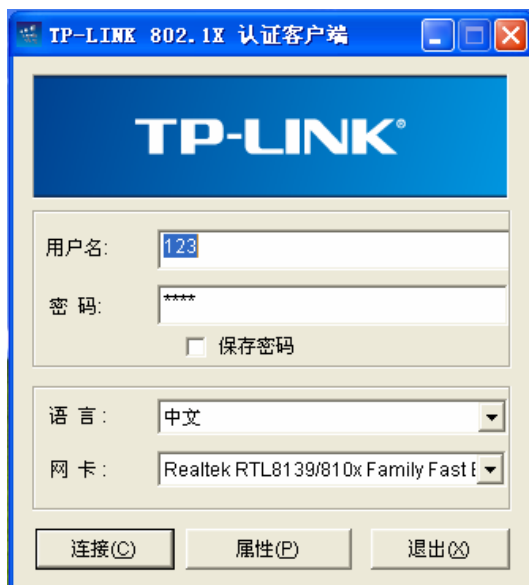 TP-LINK 802.1X 认证客户端
TP-LINK®
用户名: 123
密 码: ****
保存密码
语 言: 中文
网 卡: Realtek RTL8139/810x Family Fast
连接(C) 属性(P) 退出(X)